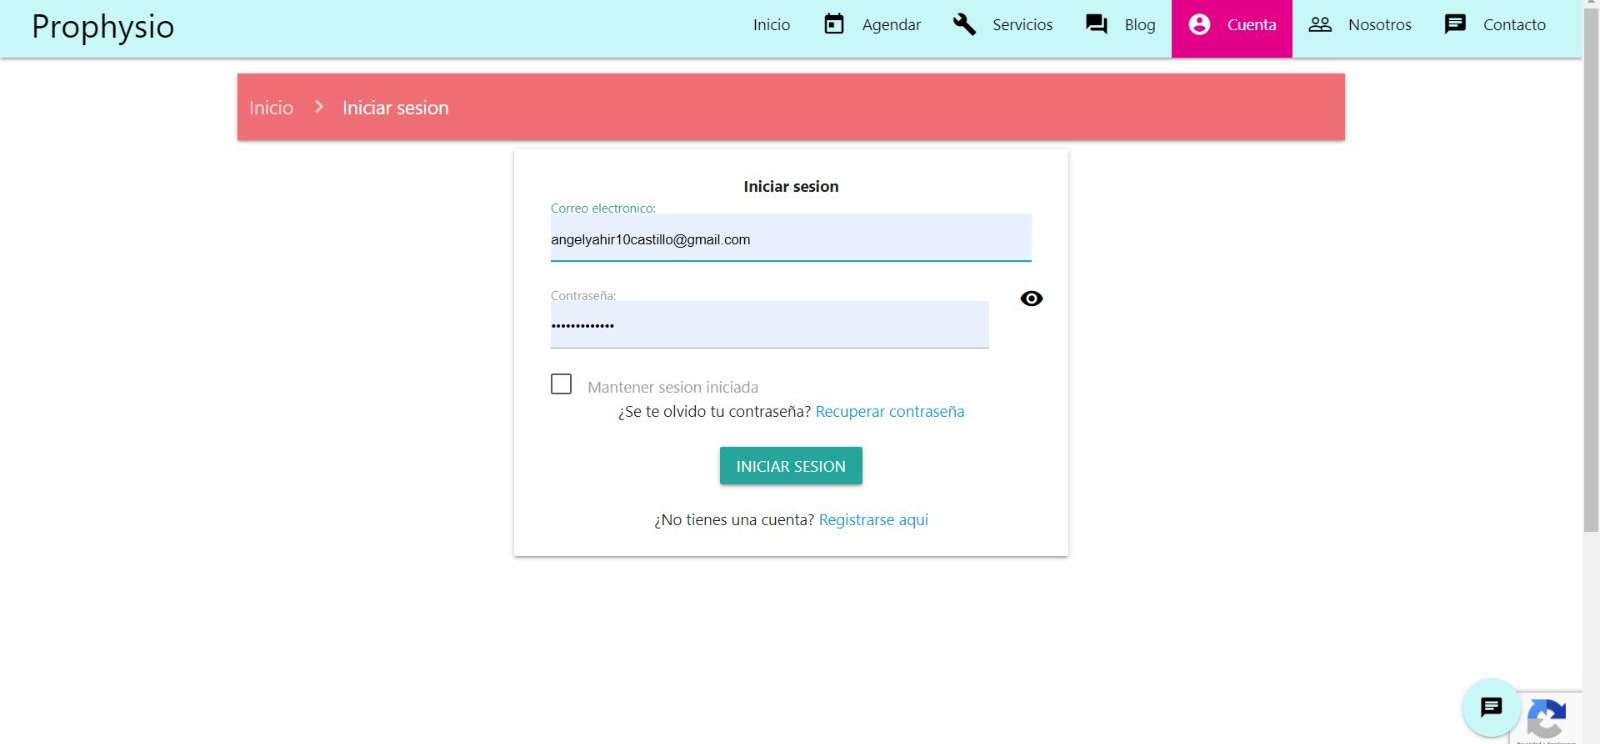 Prophysio
Inicio Agendar Servicios Blog Cuenta Nosotros Contacto
Inicio Iniciar sesion
Iniciar sesion
Correo electronico:
angelyahir10castillo@gmail.com
Contraseña:
•••••••••••••
Mantener sesion iniciada
¿Se te olvido tu contraseña? Recuperar contraseña
INICIAR SESION
¿No tienes una cuenta? Registrarse aqui